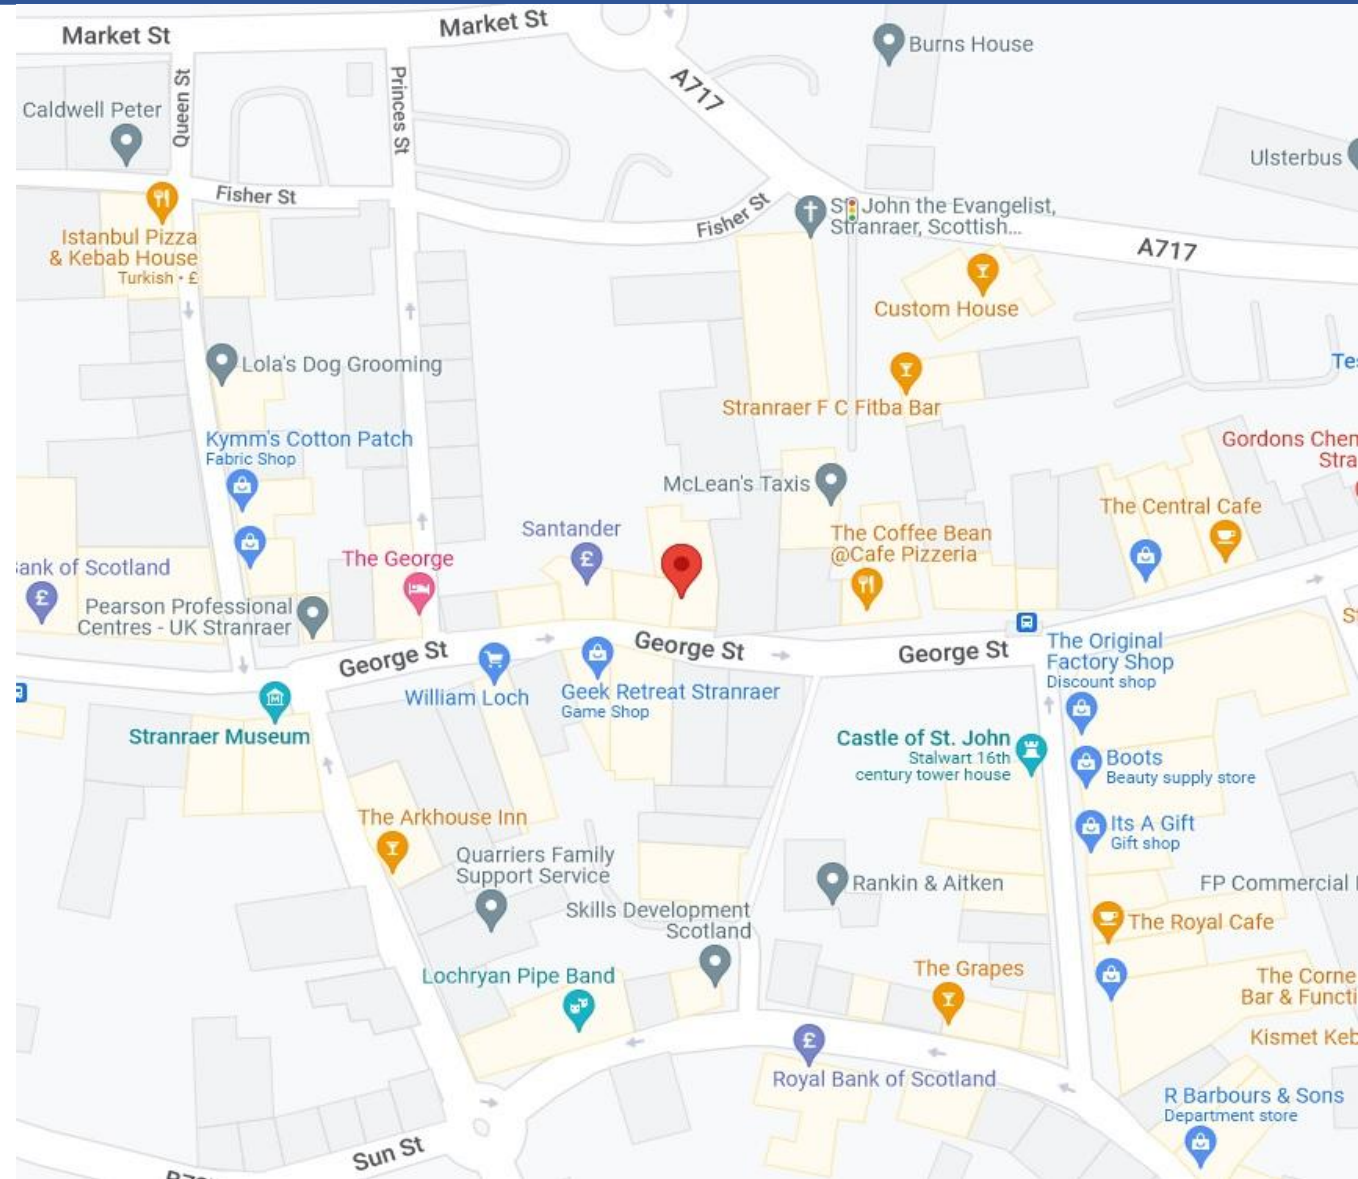 Market St
Market St
Queen St
Princes St
A717
Burns House
Caldwell Peter
Ulsterbus
Fisher St
Fisher St
St John the Evangelist,
Stranraer, Scottish...
A717
Istanbul Pizza
& Kebab House
Turkish • £
Custom House
Lola's Dog Grooming
Stranraer F C Fitba Bar
Kymm's Cotton Patch
Fabric Shop
Gordons Chem
Stra
McLean's Taxis
The Central Cafe
Santander
The Coffee Bean
@Cafe Pizzeria
The George
ank of Scotland
Pearson Professional
Centres - UK Stranraer
George St
George St
George St
The Original
Factory Shop
Discount shop
William Loch
Geek Retreat Stranraer
Game Shop
Stranraer Museum
Castle of St. John
Stalwart 16th
century tower house
Boots
Beauty supply store
The Arkhouse Inn
Its A Gift
Gift shop
Quarriers Family
Support Service
Rankin & Aitken
FP Commercial
Skills Development
Scotland
The Royal Cafe
Lochryan Pipe Band
The Grapes
The Corne
Bar & Functi
Kismet Keb
Royal Bank of Scotland
R Barbours & Sons
Department store
Sun St